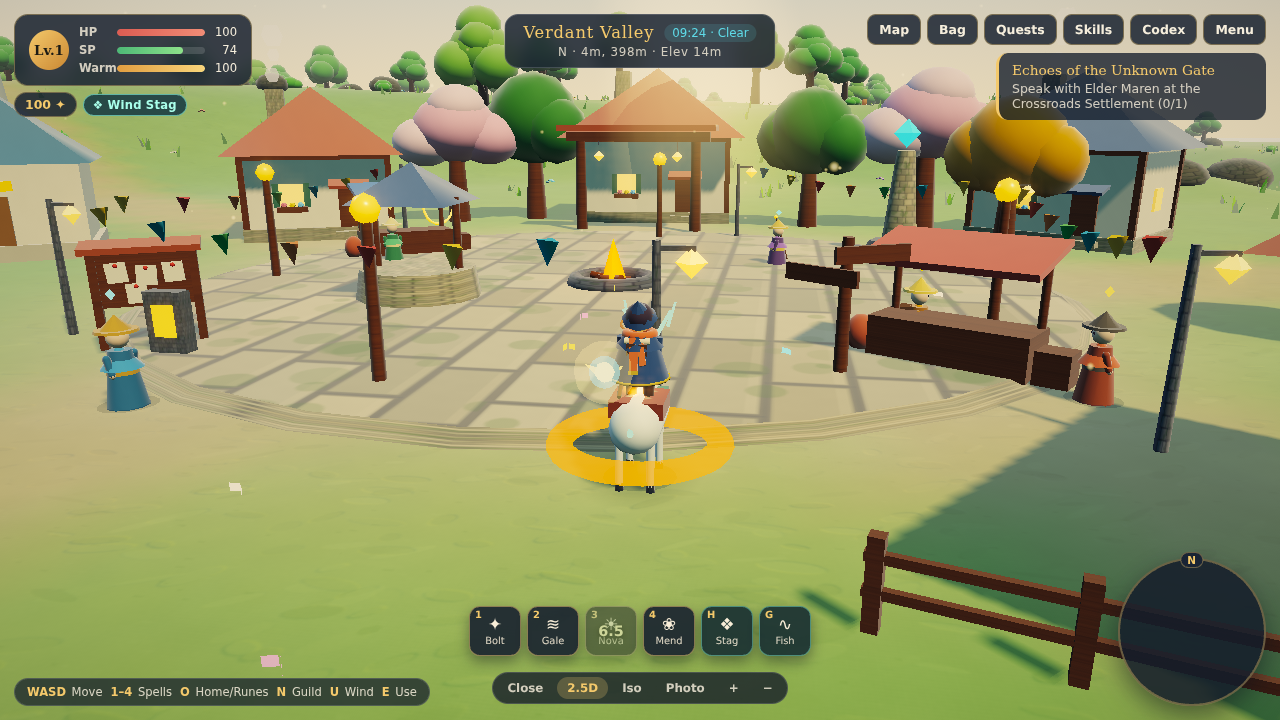 Lv.1
HP 100
SP 74
Warm 100
100 ✦
❖ Wind Stag
Verdant Valley 09:24 · Clear
N · 4m, 398m · Elev 14m
Map Bag Quests Skills Codex Menu
Echoes of the Unknown Gate
Speak with Elder Maren at the
Crossroads Settlement (0/1)
N
1 2 3 4 H G
6.5
Bolt Gale Nova Mend Stag Fish
WASD Move 1–4 Spells O Home/Runes N Guild U Wind E Use
Close 2.5D Iso Photo + −